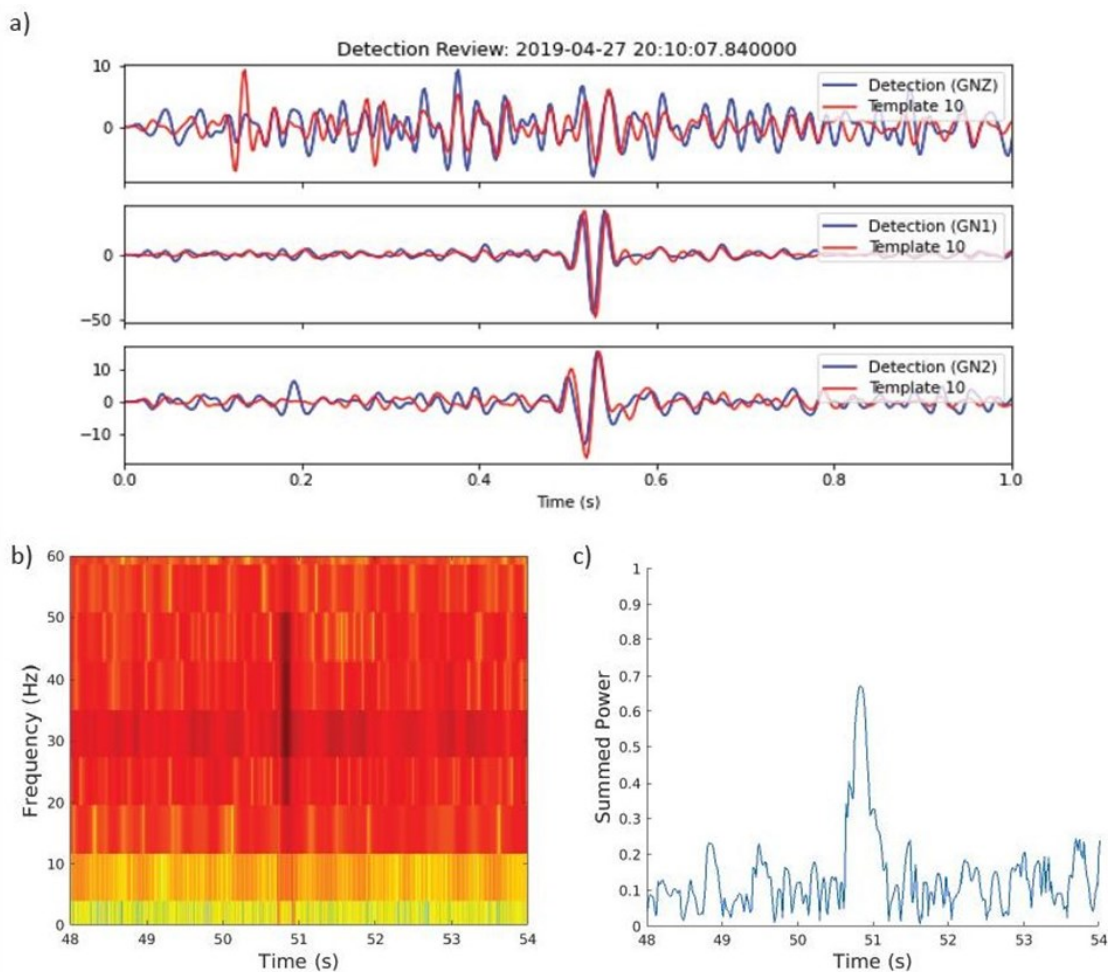 a)
Detection Review: 2019-04-27 20:10:07.840000
10
0
Detection (GNZ)
Template 10
0
-50
Detection (GN1)
Template 10
10
0
-10
Detection (GN2)
Template 10
0.0 0.2 0.4 0.6 0.8 1.0
Time (s)
b)
60
50
40
30
20
10
0
Frequency (Hz)
48 49 50 51 52 53 54
Time (s)
c)
1
0.9
0.8
0.7
0.6
0.5
0.4
0.3
0.2
0.1
0
Summed Power
48 49 50 51 52 53 54
Time (s)